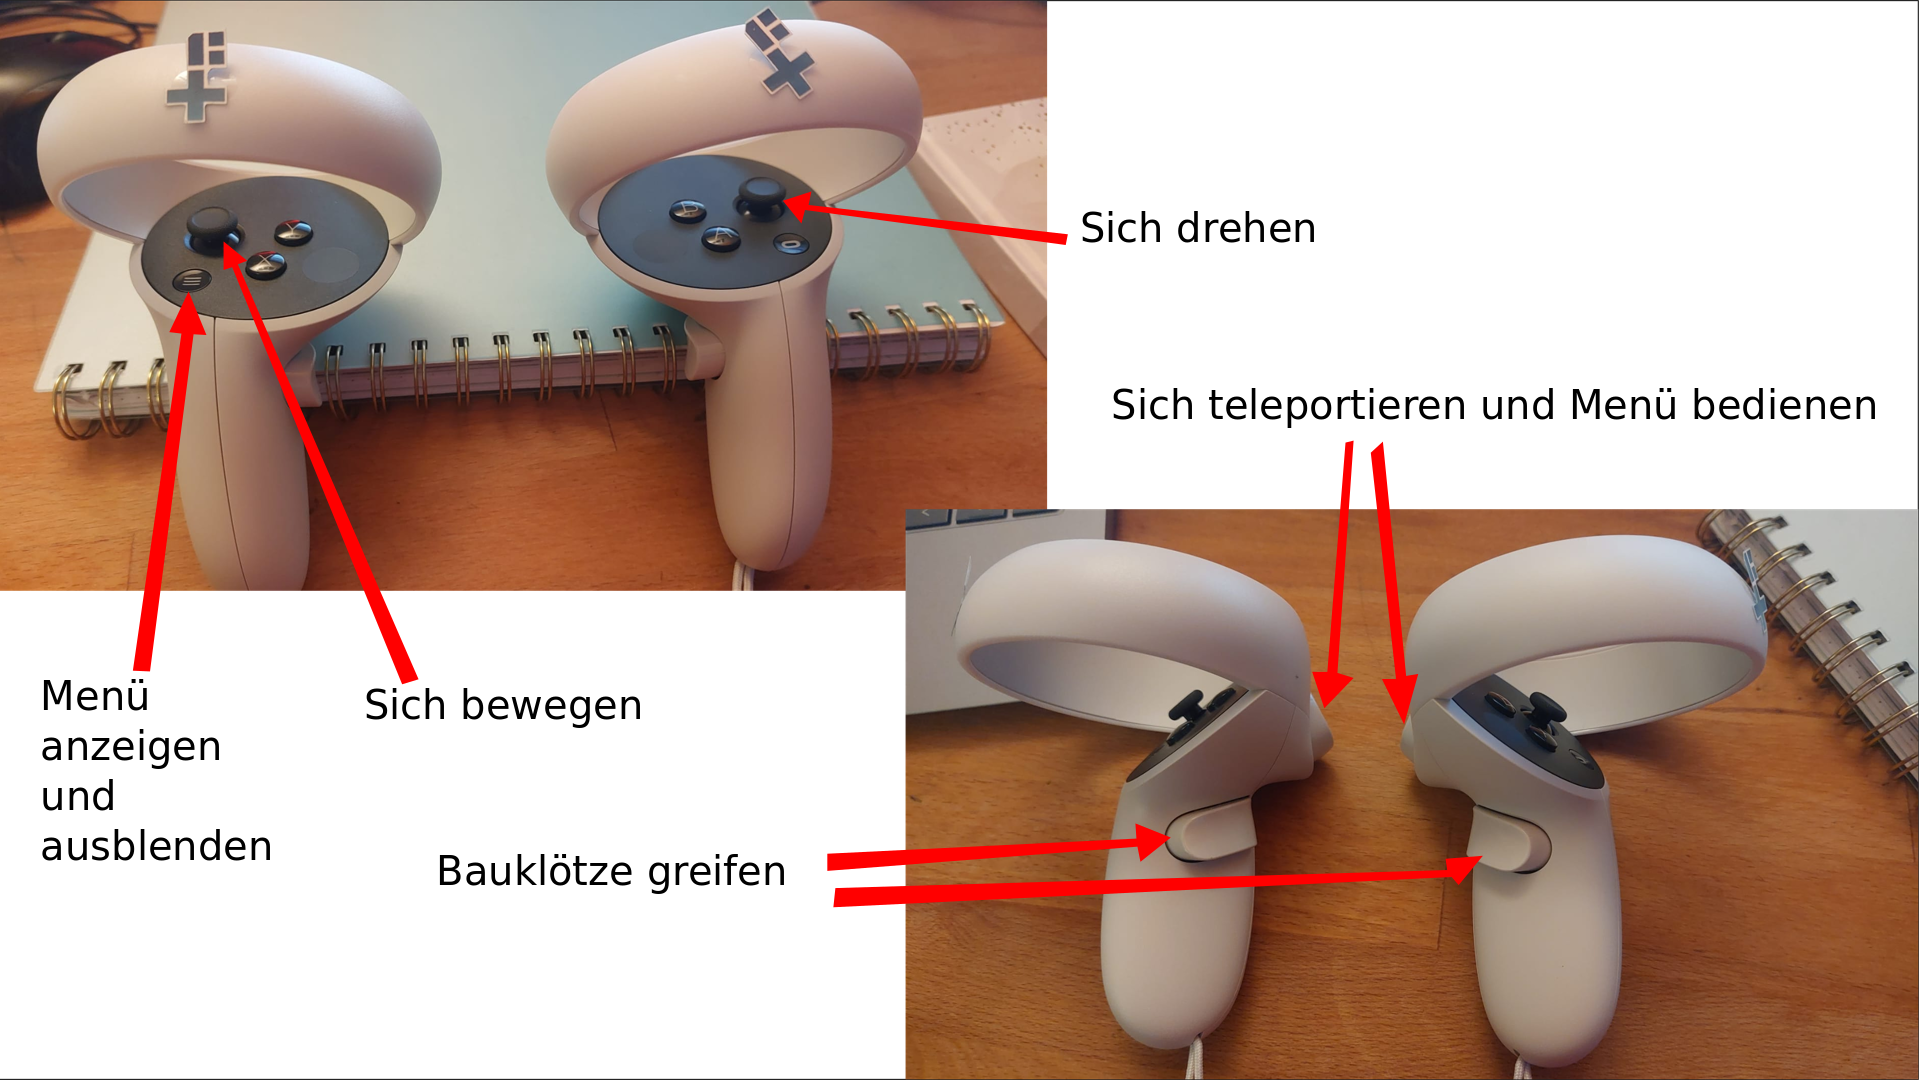 Sich drehen
Sich teleportieren und Menü bedienen
Menü
anzeigen
und
ausblenden
Sich bewegen
Bauklötze greifen
Y
X
B
A